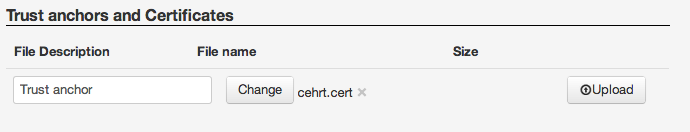 Trust anchors and Certificates
File Description File name Size
Trust anchor Change cehrt.cert × Upload